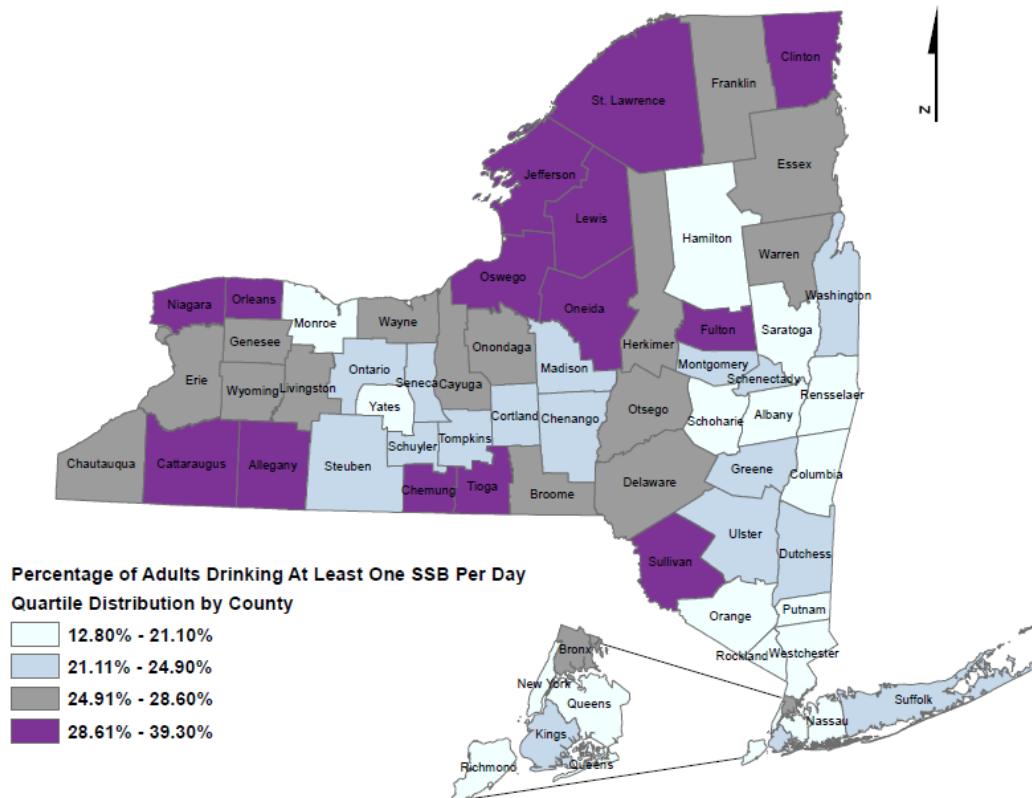 Clinton
Franklin
St. Lawrence
N
Essex
Jefferson
Lewis
Hamilton
Warren
Oswego
Washington
Niagara
Orleans
Oneida
Monroe
Wayne
Fulton
Saratoga
Genesee
Onondaga
Herkimer
Montgomery
Madison
Ontario
Schenectady
Erie
Wyoming
Livingston
Seneca
Cayuga
Rensselaer
Yates
Otsego
Cortland
Chenango
Schoharie
Albany
Schuyler
Tompkins
Chautauqua
Cattaraugus
Allegany
Steuben
Greene
Columbia
Chemung
Tioga
Broome
Delaware
Ulster
Dutchess
Sullivan
Percentage of Adults Drinking At Least One SSB Per Day
Quartile Distribution by County
12.80% - 21.10%
21.11% - 24.90%
24.91% - 28.60%
28.61% - 39.30%
Putnam
Orange
Rockland
Westchester
Bronx
New York
Queens
Suffolk
Nassau
Kings
Queens
Richmond